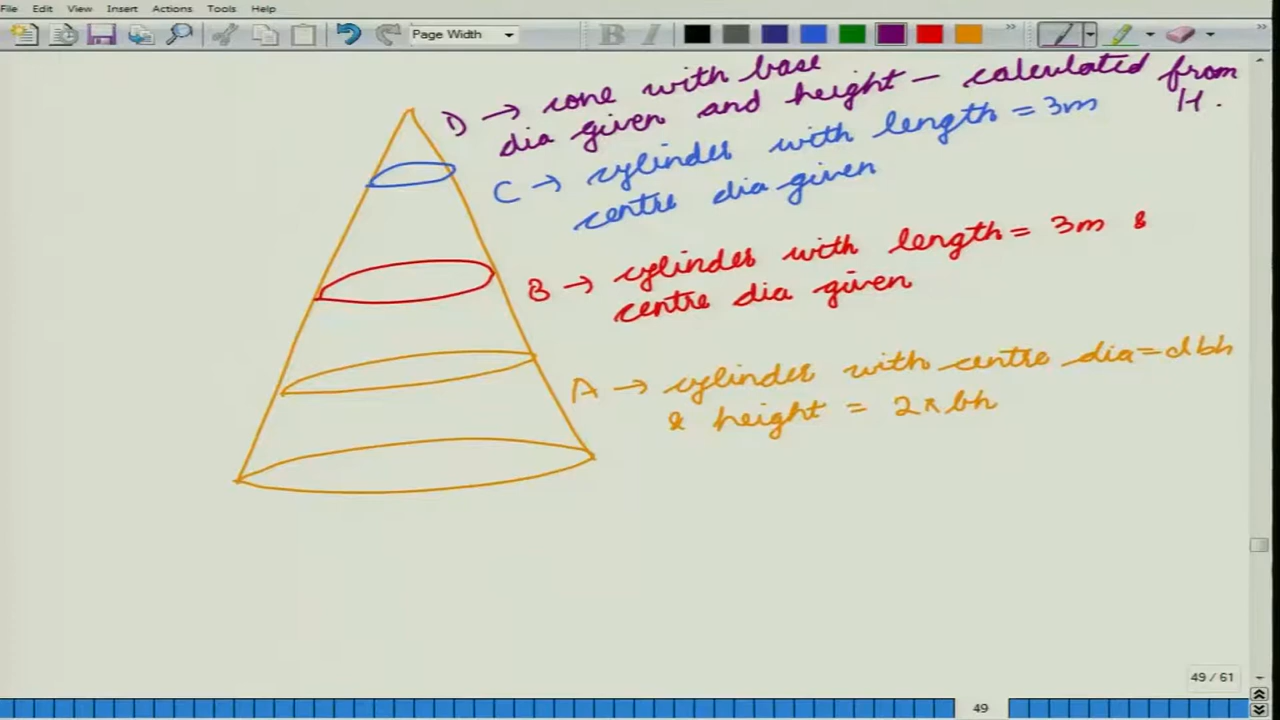 File Edit View Insert Actions Tools Help
Page Width
B I
D → cone with base
dia given and height - calculated from
H.
C → cylinder with length = 3m
centre dia given
B → cylinder with length = 3m &
centre dia given
A → cylinder with centre dia = dbh
& height = 2 x bh
49 / 61
49